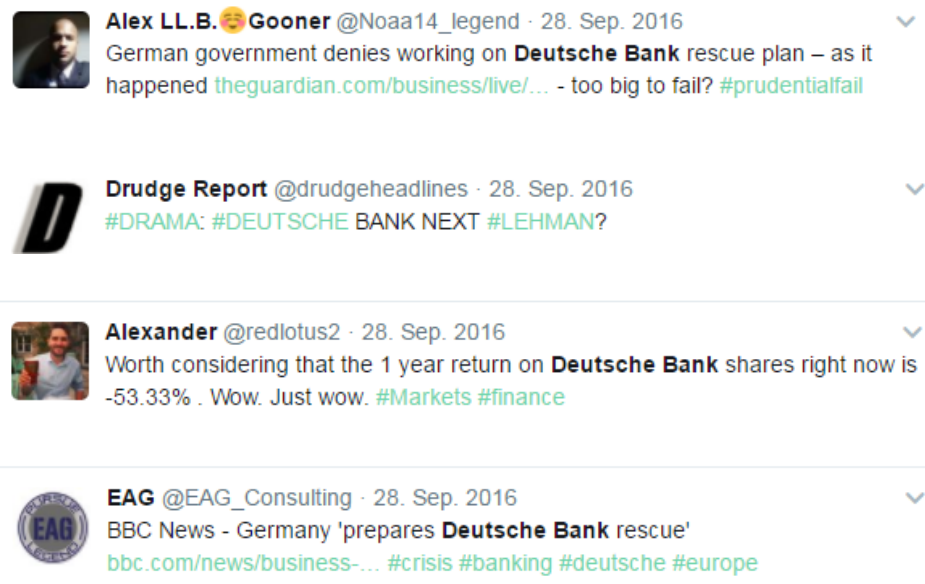 Alex LL.B.☺️Gooner @Noaa14_legend · 28. Sep. 2016
German government denies working on Deutsche Bank rescue plan – as it
happened theguardian.com/business/live/... - too big to fail? #prudentialfail
D
Drudge Report @drudgeheadlines · 28. Sep. 2016
#DRAMA: #DEUTSCHE BANK NEXT #LEHMAN?
Alexander @redlotus2 · 28. Sep. 2016
Worth considering that the 1 year return on Deutsche Bank shares right now is
-53.33% . Wow. Just wow. #Markets #finance
PURSUE
EAG
LEGEND
EAG @EAG_Consulting · 28. Sep. 2016
BBC News - Germany 'prepares Deutsche Bank rescue'
bbc.com/news/business-... #crisis #banking #deutsche #europe